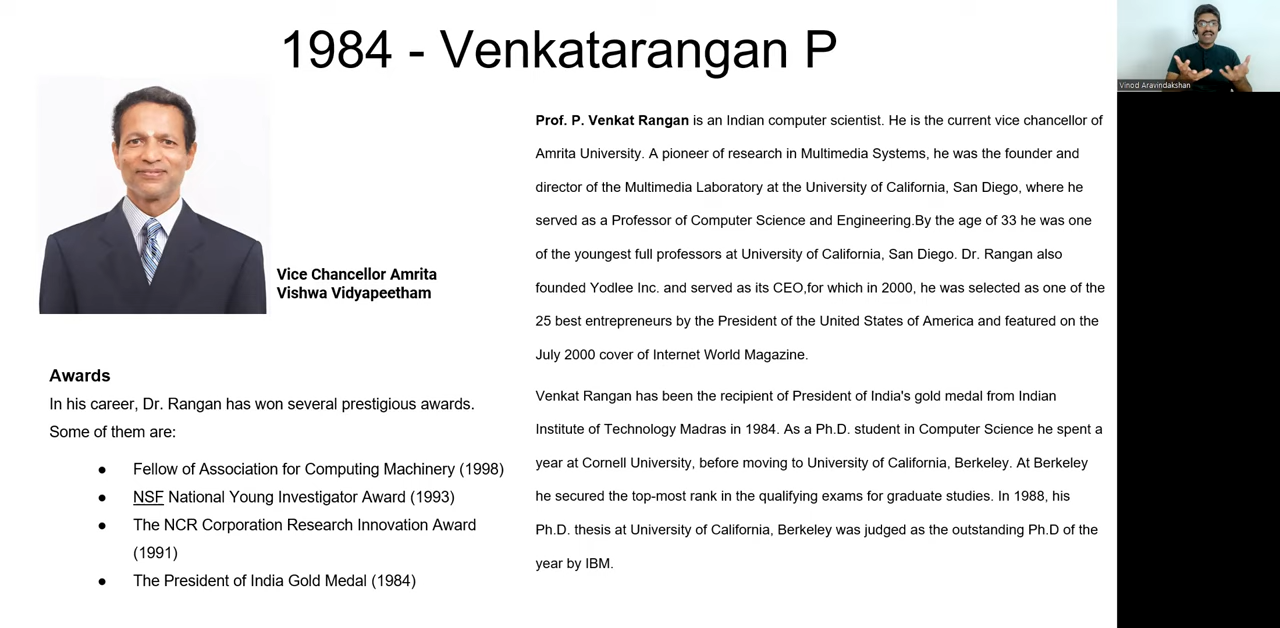 1984 - Venkatarangan P
Vinod Aravindakshan
Vice Chancellor Amrita
Vishwa Vidyapeetham
Awards
In his career, Dr. Rangan has won several prestigious awards.
Some of them are:
● Fellow of Association for Computing Machinery (1998)
● NSF National Young Investigator Award (1993)
● The NCR Corporation Research Innovation Award
(1991)
● The President of India Gold Medal (1984)
Prof. P. Venkat Rangan is an Indian computer scientist. He is the current vice chancellor of
Amrita University. A pioneer of research in Multimedia Systems, he was the founder and
director of the Multimedia Laboratory at the University of California, San Diego, where he
served as a Professor of Computer Science and Engineering.By the age of 33 he was one
of the youngest full professors at University of California, San Diego. Dr. Rangan also
founded Yodlee Inc. and served as its CEO,for which in 2000, he was selected as one of the
25 best entrepreneurs by the President of the United States of America and featured on the
July 2000 cover of Internet World Magazine.
Venkat Rangan has been the recipient of President of India's gold medal from Indian
Institute of Technology Madras in 1984. As a Ph.D. student in Computer Science he spent a
year at Cornell University, before moving to University of California, Berkeley. At Berkeley
he secured the top-most rank in the qualifying exams for graduate studies. In 1988, his
Ph.D. thesis at University of California, Berkeley was judged as the outstanding Ph.D of the
year by IBM.